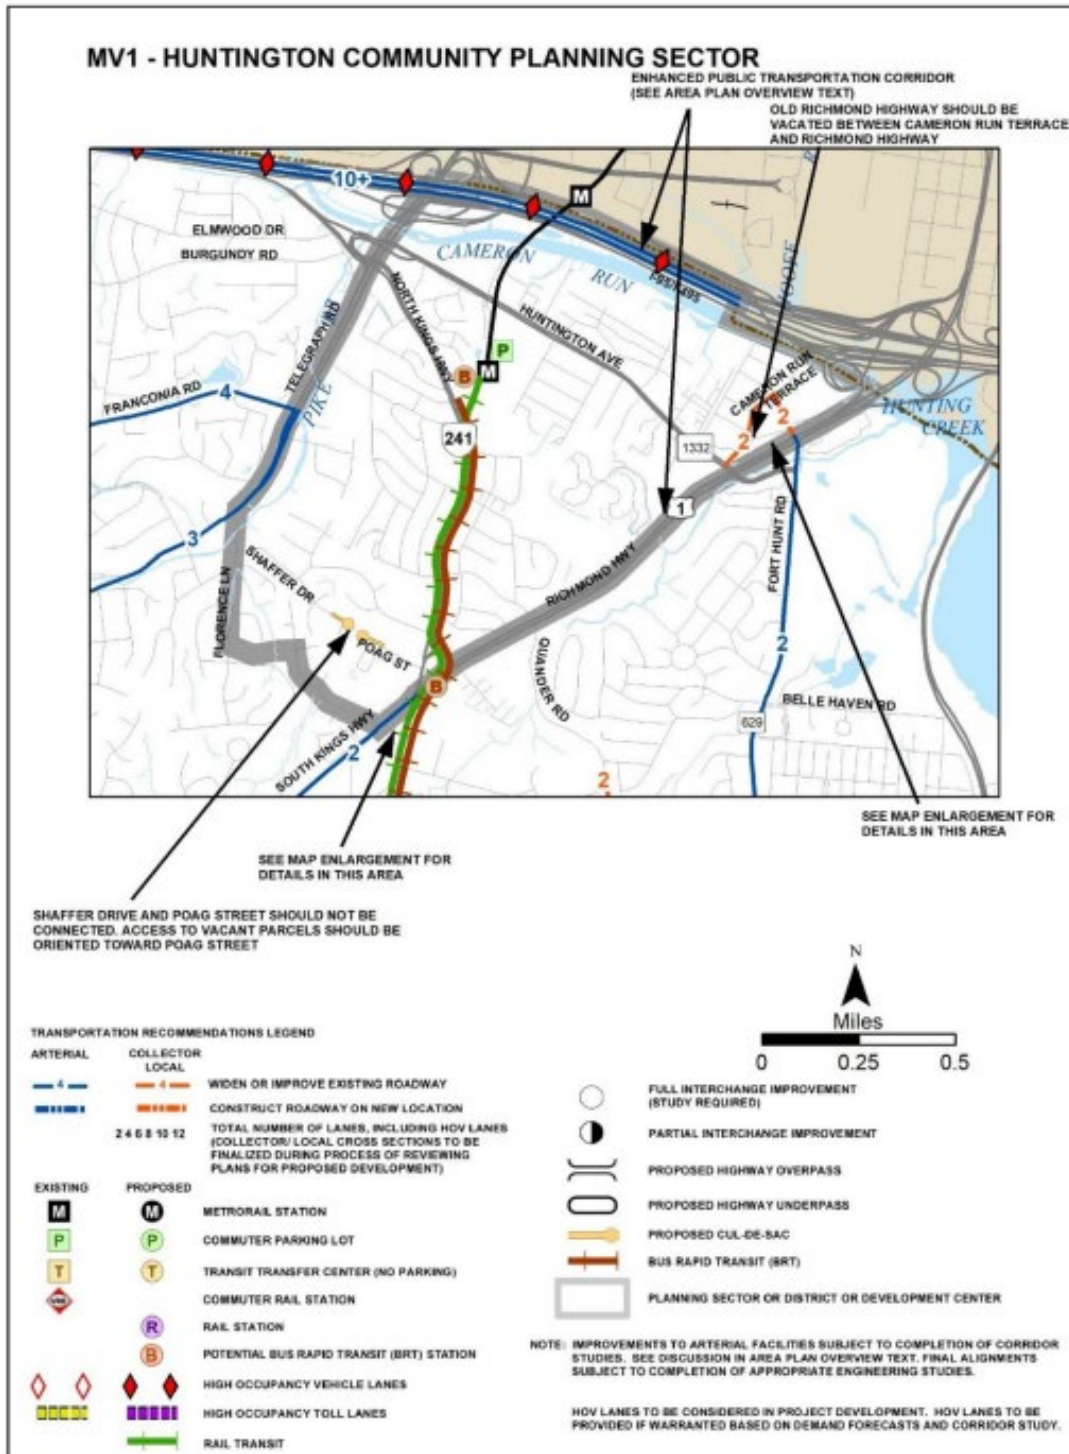 MV1 - HUNTINGTON COMMUNITY PLANNING SECTOR
ENHANCED PUBLIC TRANSPORTATION CORRIDOR
(SEE AREA PLAN OVERVIEW TEXT)
OLD RICHMOND HIGHWAY SHOULD BE
VACATED BETWEEN CAMERON RUN TERRACE
AND RICHMOND HIGHWAY
10+
M
ELMWOOD DR
BURGUNDY RD
CAMERON
RUN
I-95/I-495
NORTH KINGS HWY
HUNTINGTON AVE
TELEGRAPH RD
PIKE
P
B
M
FRANCONIA RD
4
241
1332
CAMERON RUN
TERRACE
2
2
HUNTING
CREEK
1
3
SHAFFER DR
FLORENCE LN
POAG ST
RICHMOND HWY
FORT HUNT RD
QUANDER RD
2
B
BELLE HAVEN RD
629
SOUTH KINGS HWY
2
2
SEE MAP ENLARGEMENT FOR
DETAILS IN THIS AREA
SEE MAP ENLARGEMENT FOR
DETAILS IN THIS AREA
SHAFFER DRIVE AND POAG STREET SHOULD NOT BE
CONNECTED. ACCESS TO VACANT PARCELS SHOULD BE
ORIENTED TOWARD POAG STREET
N
Miles
0 0.25 0.5
TRANSPORTATION RECOMMENDATIONS LEGEND
ARTERIAL COLLECTOR
LOCAL
4 4 WIDEN OR IMPROVE EXISTING ROADWAY
CONSTRUCT ROADWAY ON NEW LOCATION
2 4 6 8 10 12 TOTAL NUMBER OF LANES, INCLUDING HOV LANES
(COLLECTOR/ LOCAL CROSS SECTIONS TO BE
FINALIZED DURING PROCESS OF REVIEWING
PLANS FOR PROPOSED DEVELOPMENT)
EXISTING PROPOSED
M M METRORAIL STATION
P P COMMUTER PARKING LOT
T T TRANSIT TRANSFER CENTER (NO PARKING)
VRE COMMUTER RAIL STATION
R RAIL STATION
B POTENTIAL BUS RAPID TRANSIT (BRT) STATION
HIGH OCCUPANCY VEHICLE LANES
HIGH OCCUPANCY TOLL LANES
RAIL TRANSIT
FULL INTERCHANGE IMPROVEMENT
(STUDY REQUIRED)
PARTIAL INTERCHANGE IMPROVEMENT
PROPOSED HIGHWAY OVERPASS
PROPOSED HIGHWAY UNDERPASS
PROPOSED CUL-DE-SAC
BUS RAPID TRANSIT (BRT)
PLANNING SECTOR OR DISTRICT OR DEVELOPMENT CENTER
NOTE: IMPROVEMENTS TO ARTERIAL FACILITIES SUBJECT TO COMPLETION OF CORRIDOR
STUDIES. SEE DISCUSSION IN AREA PLAN OVERVIEW TEXT. FINAL ALIGNMENTS
SUBJECT TO COMPLETION OF APPROPRIATE ENGINEERING STUDIES.
HOV LANES TO BE CONSIDERED IN PROJECT DEVELOPMENT. HOV LANES TO BE
PROVIDED IF WARRANTED BASED ON DEMAND FORECASTS AND CORRIDOR STUDY.